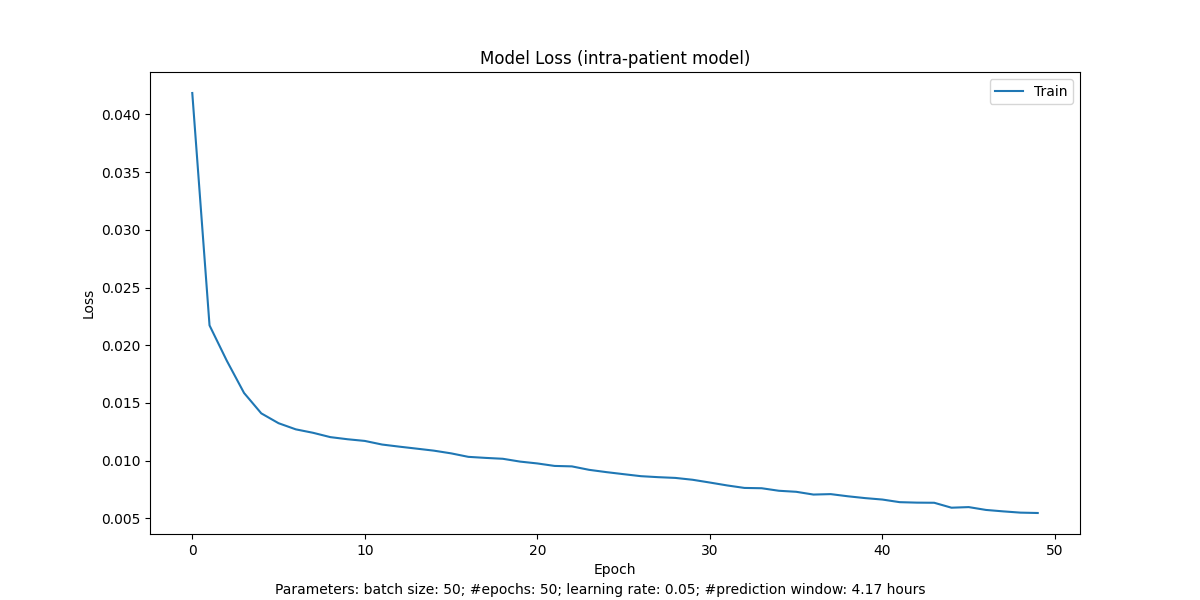 Model Loss (intra-patient model)
Train
0.040
0.035
0.030
0.025
0.020
0.015
0.010
0.005
Loss
0 10 20 30 40 50
Epoch
Parameters: batch size: 50; #epochs: 50; learning rate: 0.05; #prediction window: 4.17 hours